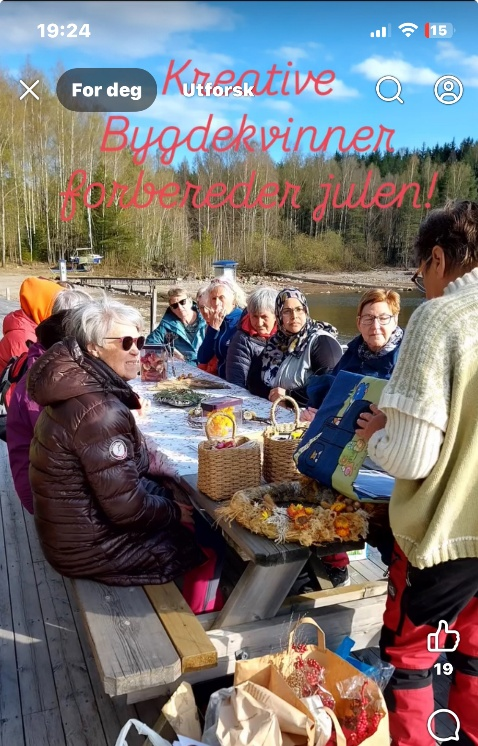 19:24
15
For deg
Utforsk
Kreative
Bygdekvinner
forbereder julen!
19